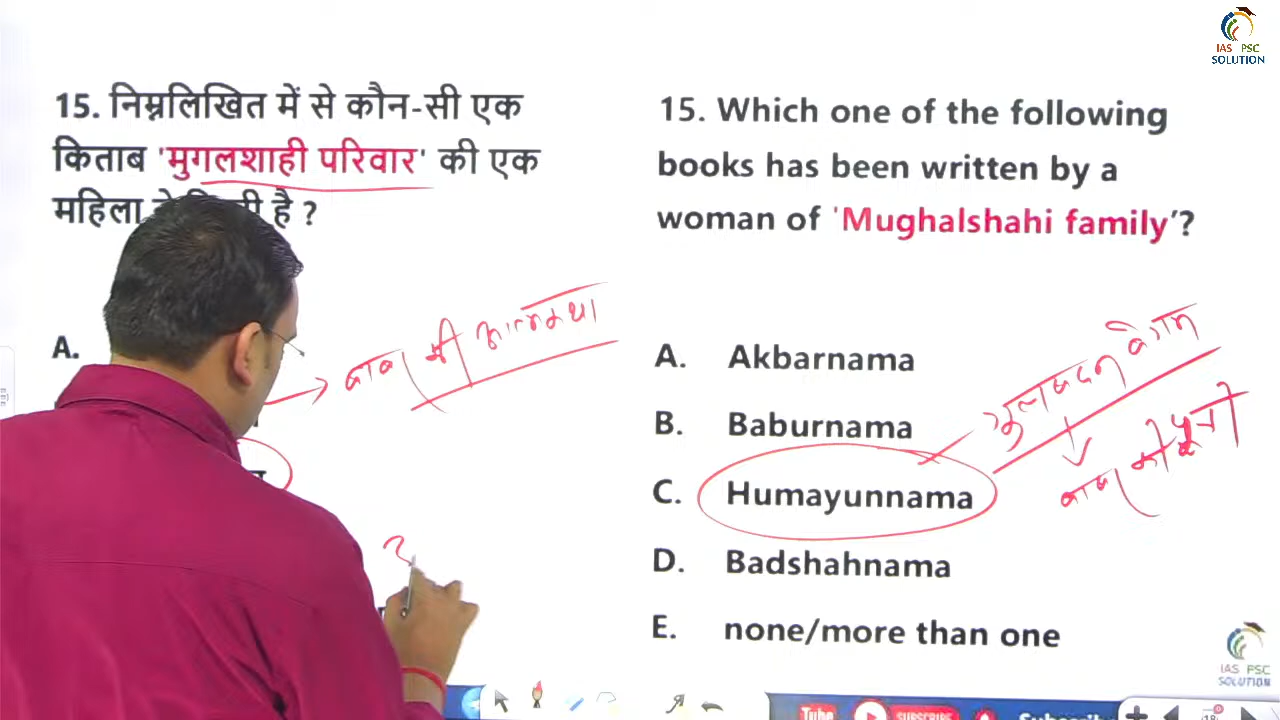 IAS PSC
SOLUTION
15. निम्नलिखित में से कौन-सी एक
किताब 'मुगलशाही परिवार' की एक
महिला है ?
A.
15. Which one of the following
books has been written by a
woman of 'Mughalshahi family'?
A. Akbarnama
B. Baburnama
C. Humayunnama
D. Badshahnama
E. none/more than one
बाबर की आत्मकथा
गुलबदन बेगम
बाबर की पुत्री
IAS PSC
SOLUTION
Tube
SUBSCRIBE